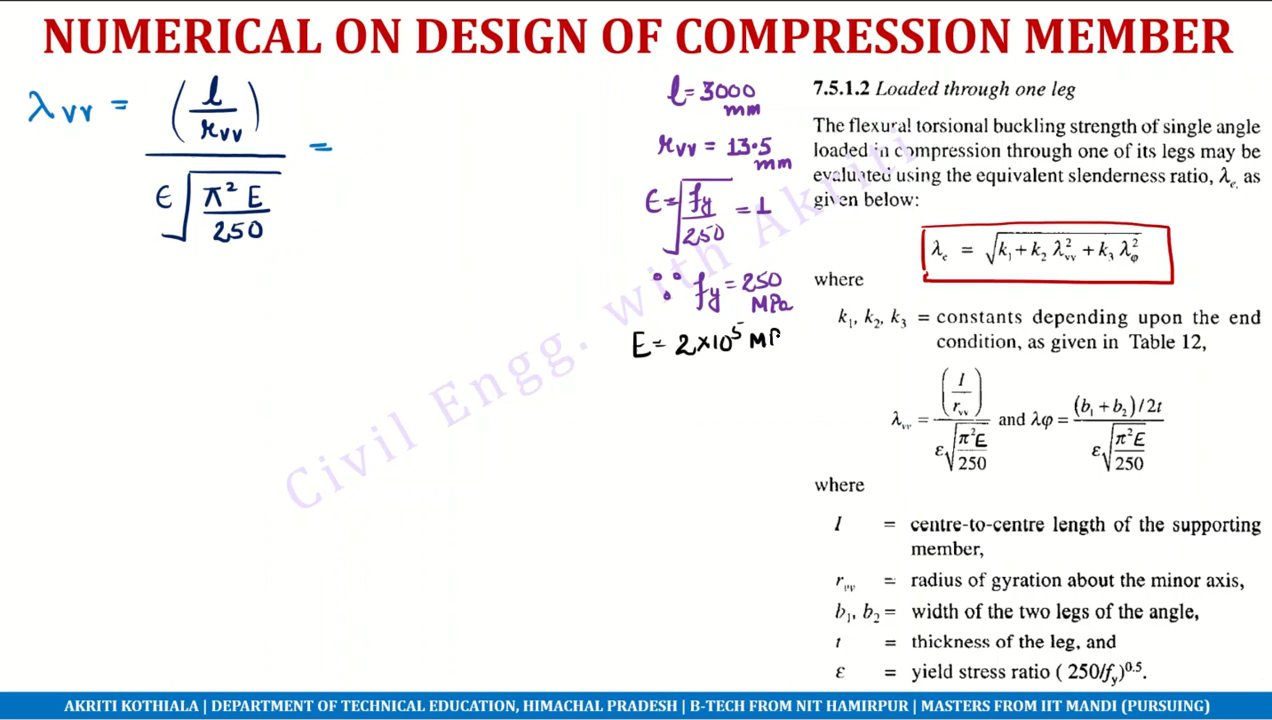 NUMERICAL ON DESIGN OF COMPRESSION MEMBER
λvv = (l/rvv) / (ϵ√(π² E/250)) =
l = 3000 mm
rvv = 13.5 mm
ϵ = √(fy/250) = 1
∵ fy = 250 MPa
E = 2×10⁵ MP
7.5.1.2 Loaded through one leg
The flexural torsional buckling strength of single angle
loaded in compression through one of its legs may be
evaluated using the equivalent slenderness ratio, λe as
given below:
λe = √(k₁ + k₂ λ²vv + k₃ λ²φ)
where
k₁, k₂, k₃ = constants depending upon the end
condition, as given in Table 12,
λvv = (l/rvv) / (ε√(π²E/250)) and λφ = (b₁ + b₂)/2t / (ε√(π²E/250))
where
l = centre-to-centre length of the supporting
member,
rvv = radius of gyration about the minor axis,
b₁, b₂ = width of the two legs of the angle,
t = thickness of the leg, and
ε = yield stress ratio ( 250/fy)⁰·⁵.
Civil Engg. with Akriti
AKRITI KOTHIALA | DEPARTMENT OF TECHNICAL EDUCATION, HIMACHAL PRADESH | B-TECH FROM NIT HAMIRPUR | MASTERS FROM IIT MANDI (PURSUING)